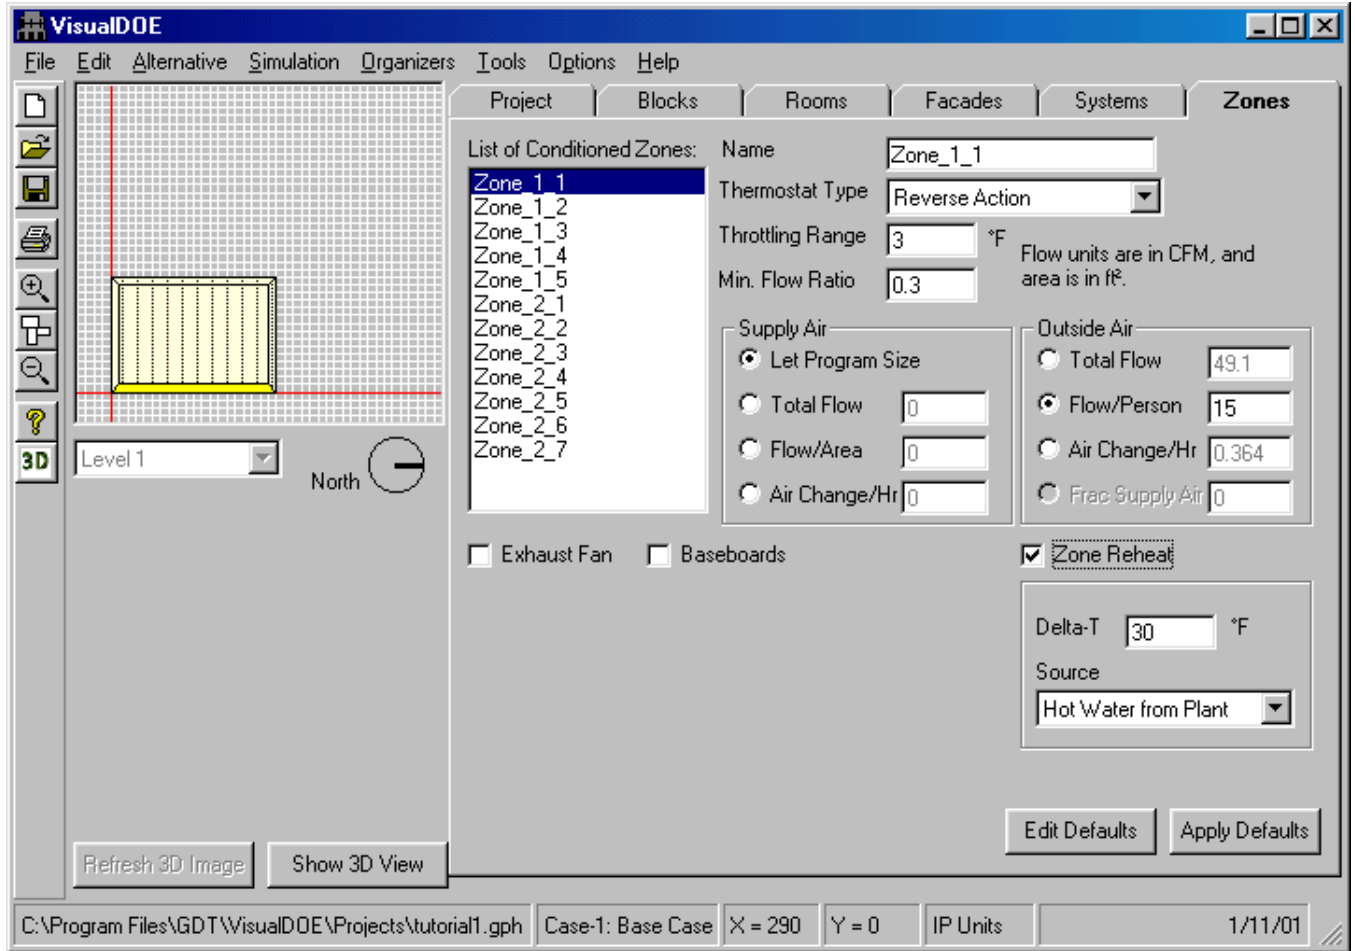 VisualDOE
File Edit Alternative Simulation Organizers Tools Options Help
Project Blocks Rooms Facades Systems Zones
List of Conditioned Zones:
Zone_1_1
Zone_1_2
Zone_1_3
Zone_1_4
Zone_1_5
Zone_2_1
Zone_2_2
Zone_2_3
Zone_2_4
Zone_2_5
Zone_2_6
Zone_2_7
Name Zone_1_1
Thermostat Type Reverse Action
Throttling Range 3 °F
Min. Flow Ratio 0.3
Flow units are in CFM, and
area is in ft².
Supply Air
Let Program Size
Total Flow 0
Flow/Area 0
Air Change/Hr 0
Outside Air
Total Flow 49.1
Flow/Person 15
Air Change/Hr 0.364
Frac Supply Air 0
3D
Level 1
North
Exhaust Fan Baseboards Zone Reheat
Delta-T 30 °F
Source
Hot Water from Plant
Edit Defaults Apply Defaults
Refresh 3D Image Show 3D View
C:\Program Files\GDT\VisualDOE\Projects\tutorial1.gph Case-1: Base Case X = 290 Y = 0 IP Units 1/11/01